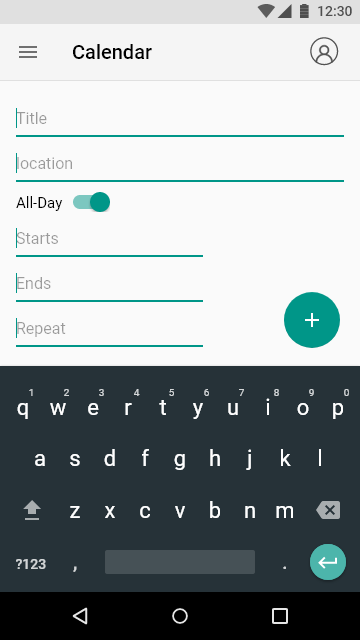 12:30
Calendar
Title
location
All-Day
Starts
Ends
Repeat
1 2 3 4 5 6 7 8 9 0
q w e r t y u i o p
a s d f g h j k l
z x c v b n m
?123 , .